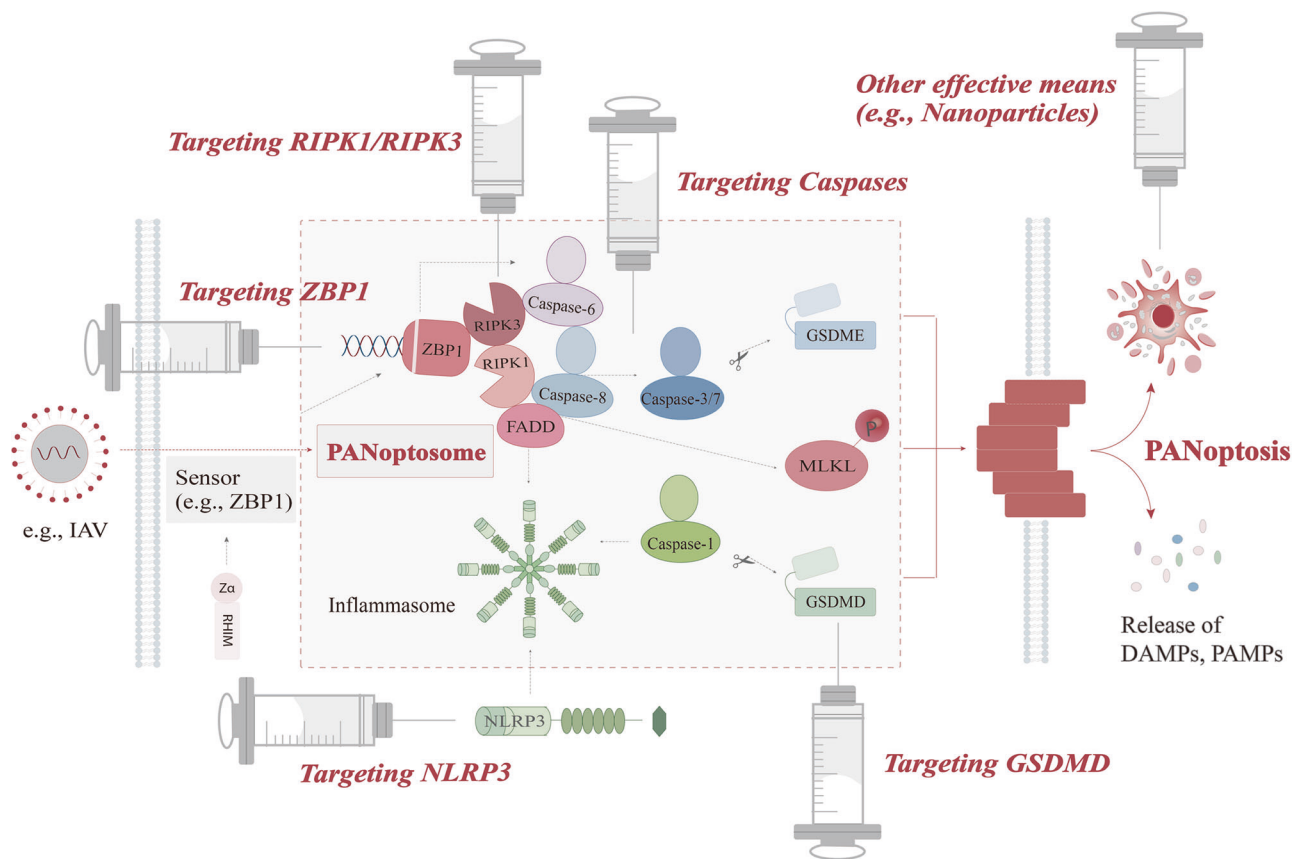 Other effective means
(e.g., Nanoparticles)
Targeting RIPK1/RIPK3
Targeting Caspases
Targeting ZBP1
Caspase-6
RIPK3
ZBP1
RIPK1
GSDME
Caspase-8
Caspase-3/7
FADD
PANoptosome
P
MLKL
PANoptosis
Sensor
(e.g., ZBP1)
e.g., IAV
Caspase-1
Zα
RHIM
Inflammasome
GSDMD
Release of
DAMPs, PAMPs
NLRP3
Targeting NLRP3
Targeting GSDMD